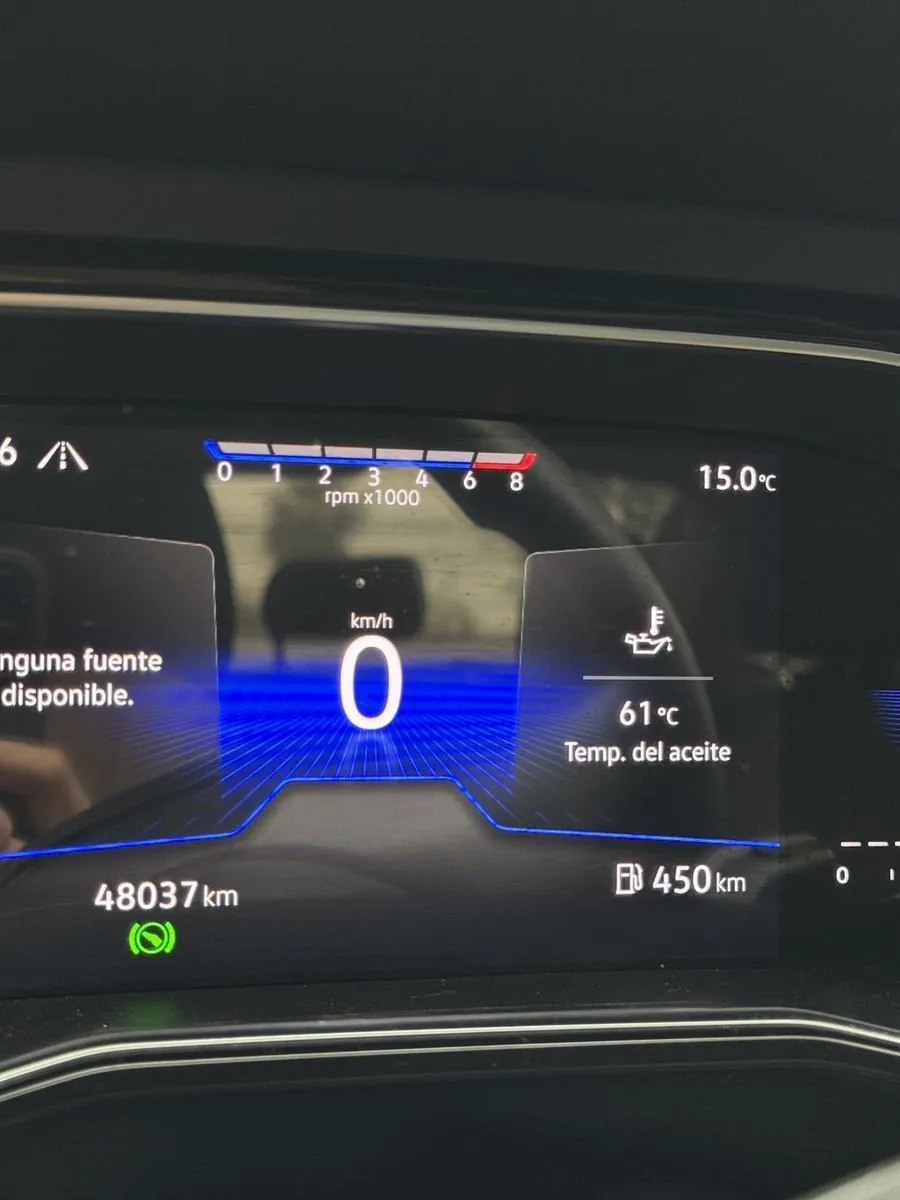 6
0 1 2 3 4 6 8
rpm x1000
15.0°C
km/h
0
nguna fuente
disponible.
61°C
Temp. del aceite
48037 km
450 km
0